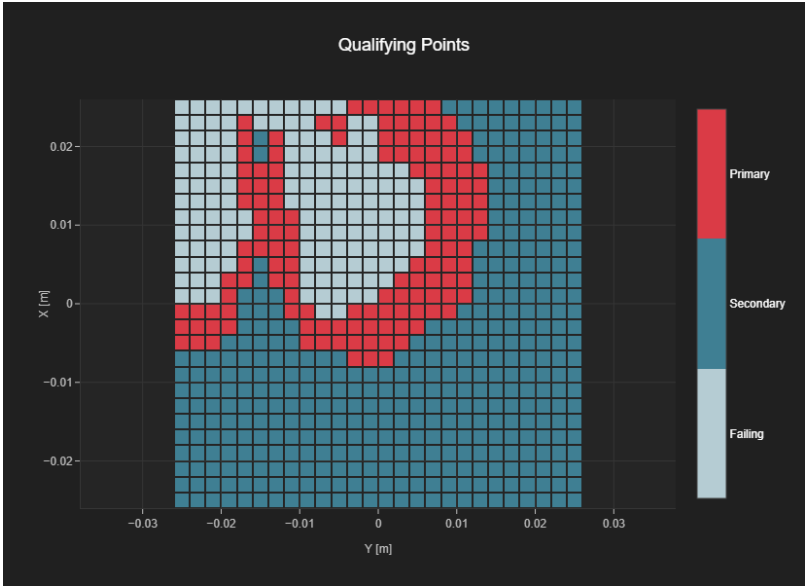 Qualifying Points
Primary
Secondary
Failing
0.02
0.01
0
−0.01
−0.02
X [m]
−0.03
−0.02
−0.01
0
0.01
0.02
0.03
Y [m]